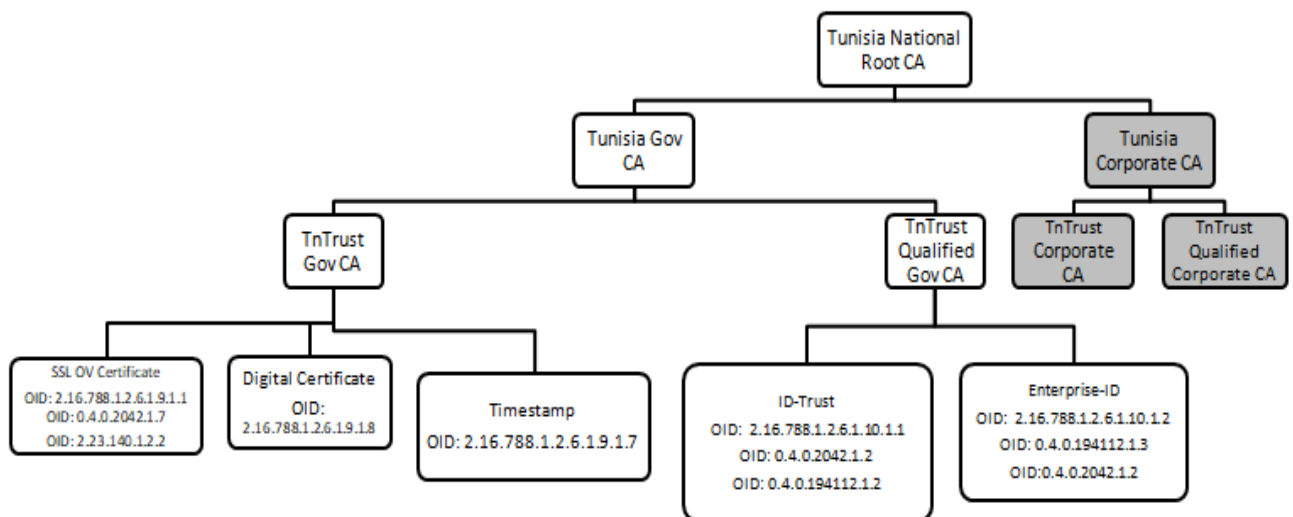 Tunisia National
Root CA
Tunisia Gov
CA
Tunisia
Corporate CA
TnTrust
Gov CA
TnTrust
Qualified
Gov CA
TnTrust
Corporate
CA
TnTrust
Qualified
Corporate CA
SSL OV Certificate
OID: 2.16.788.1.2.6.1.9.1.1
OID: 0.4.0.2042.1.7
OID: 2.23.140.1.2.2
Digital Certificate
OID:
2.16.788.1.2.6.1.9.1.8
Timestamp
OID: 2.16.788.1.2.6.1.9.1.7
ID-Trust
OID: 2.16.788.1.2.6.1.10.1.1
OID: 0.4.0.2042.1.2
OID: 0.4.0.194112.1.2
Enterprise-ID
OID: 2.16.788.1.2.6.1.10.1.2
OID: 0.4.0.194112.1.3
OID:0.4.0.2042.1.2